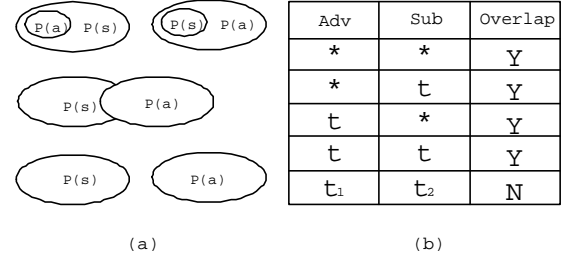 P(a) P(s) P(s) P(a)
P(s) P(a)
P(s) P(a)
(a)
Adv Sub Overlap
* * Y
* t Y
t * Y
t t Y
t₁ t₂ N
(b)